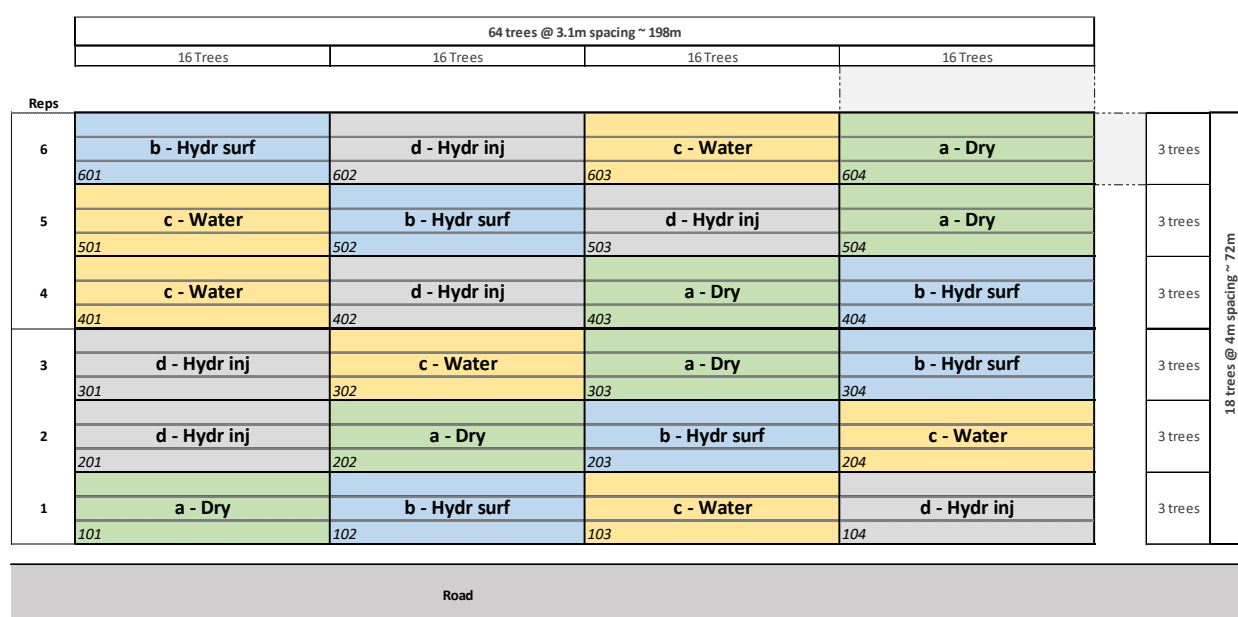 64 trees @ 3.1m spacing ~ 198m
16 Trees 16 Trees 16 Trees 16 Trees
Reps
6 b - Hydr surf d - Hydr inj c - Water a - Dry 3 trees
601 602 603 604
5 c - Water b - Hydr surf d - Hydr inj a - Dry 3 trees
501 502 503 504
4 c - Water d - Hydr inj a - Dry b - Hydr surf 3 trees
401 402 403 404
3 d - Hydr inj c - Water a - Dry b - Hydr surf 3 trees
301 302 303 304
2 d - Hydr inj a - Dry b - Hydr surf c - Water 3 trees
201 202 203 204
1 a - Dry b - Hydr surf c - Water d - Hydr inj 3 trees
101 102 103 104
18 trees @ 4m spacing ~ 72m
Road